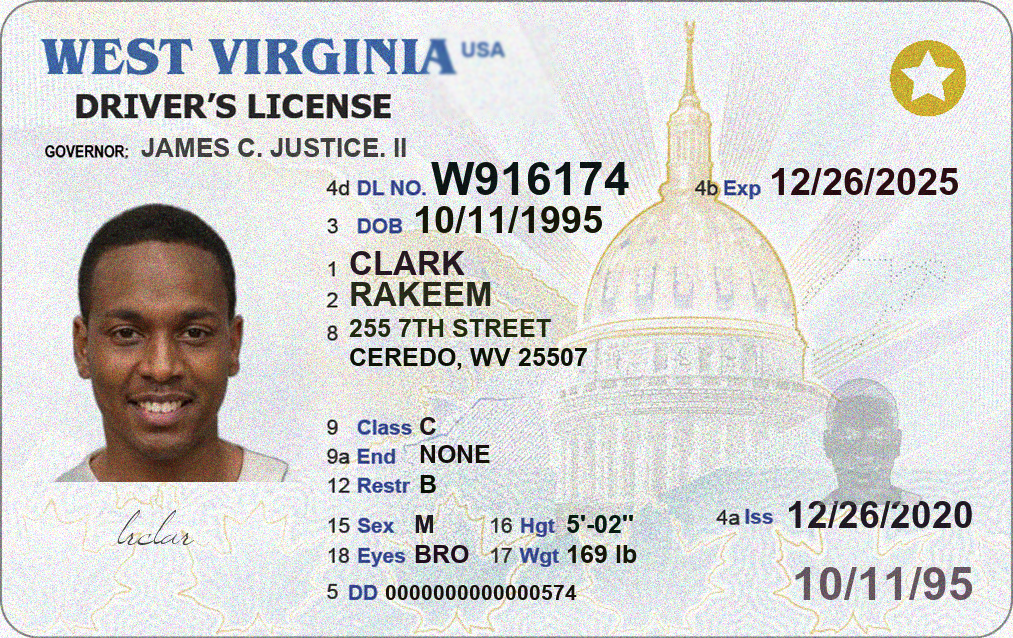 WEST VIRGINIA USA
DRIVER'S LICENSE
GOVERNOR: JAMES C. JUSTICE. II
4d DL NO. W916174 4b Exp 12/26/2025
3 DOB 10/11/1995
1 CLARK
2 RAKEEM
8 255 7TH STREET
CEREDO, WV 25507
9 Class C
9a End NONE
12 Restr B
15 Sex M 16 Hgt 5'-02" 4a Iss 12/26/2020
18 Eyes BRO 17 Wgt 169 lb
5 DD 0000000000000574 10/11/95